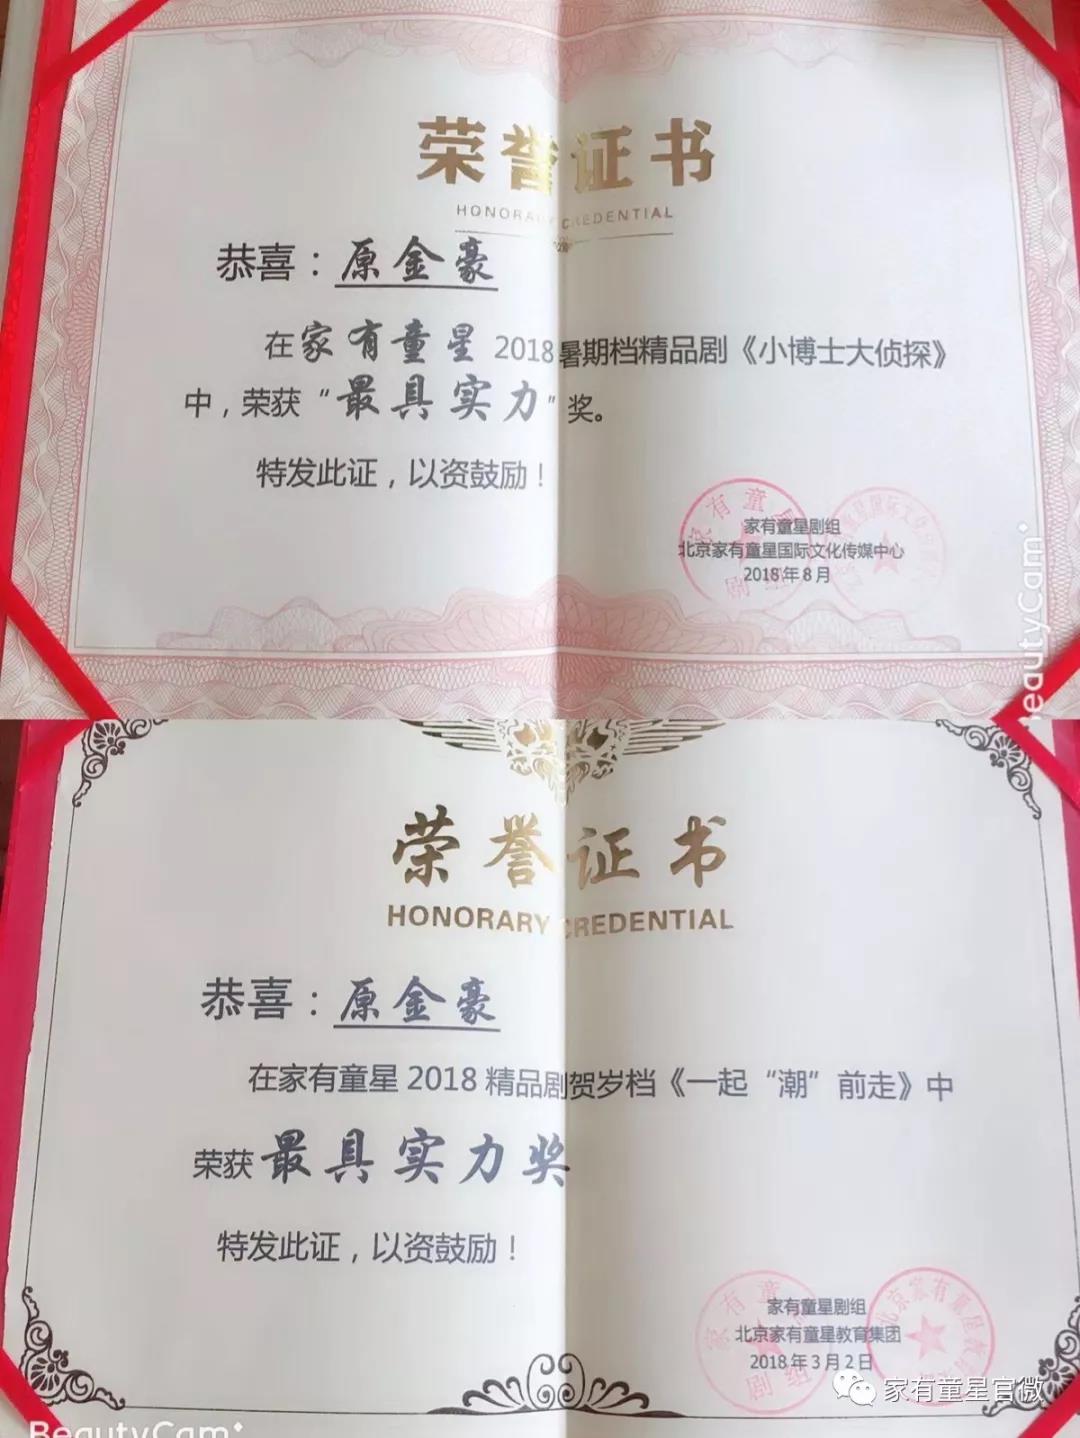 荣誉证书
HONORARY CREDENTIAL
恭喜：原金豪
在家有童星 2018暑期档精品剧《小博士大侦探》
中，荣获“最具实力”奖。
特发此证，以资鼓励！
家有童星剧组
北京家有童星国际文化传媒中心
2018年8月
BeautyCam
荣誉证书
HONORARY CREDENTIAL
恭喜：原金豪
在家有童星 2018 精品剧贺岁档《一起“潮”前走》中
荣获最具实力奖
特发此证，以资鼓励！
家有童星剧组
北京家有童星教育集团
2018年3月2日
家有童星官微
BeautyCam